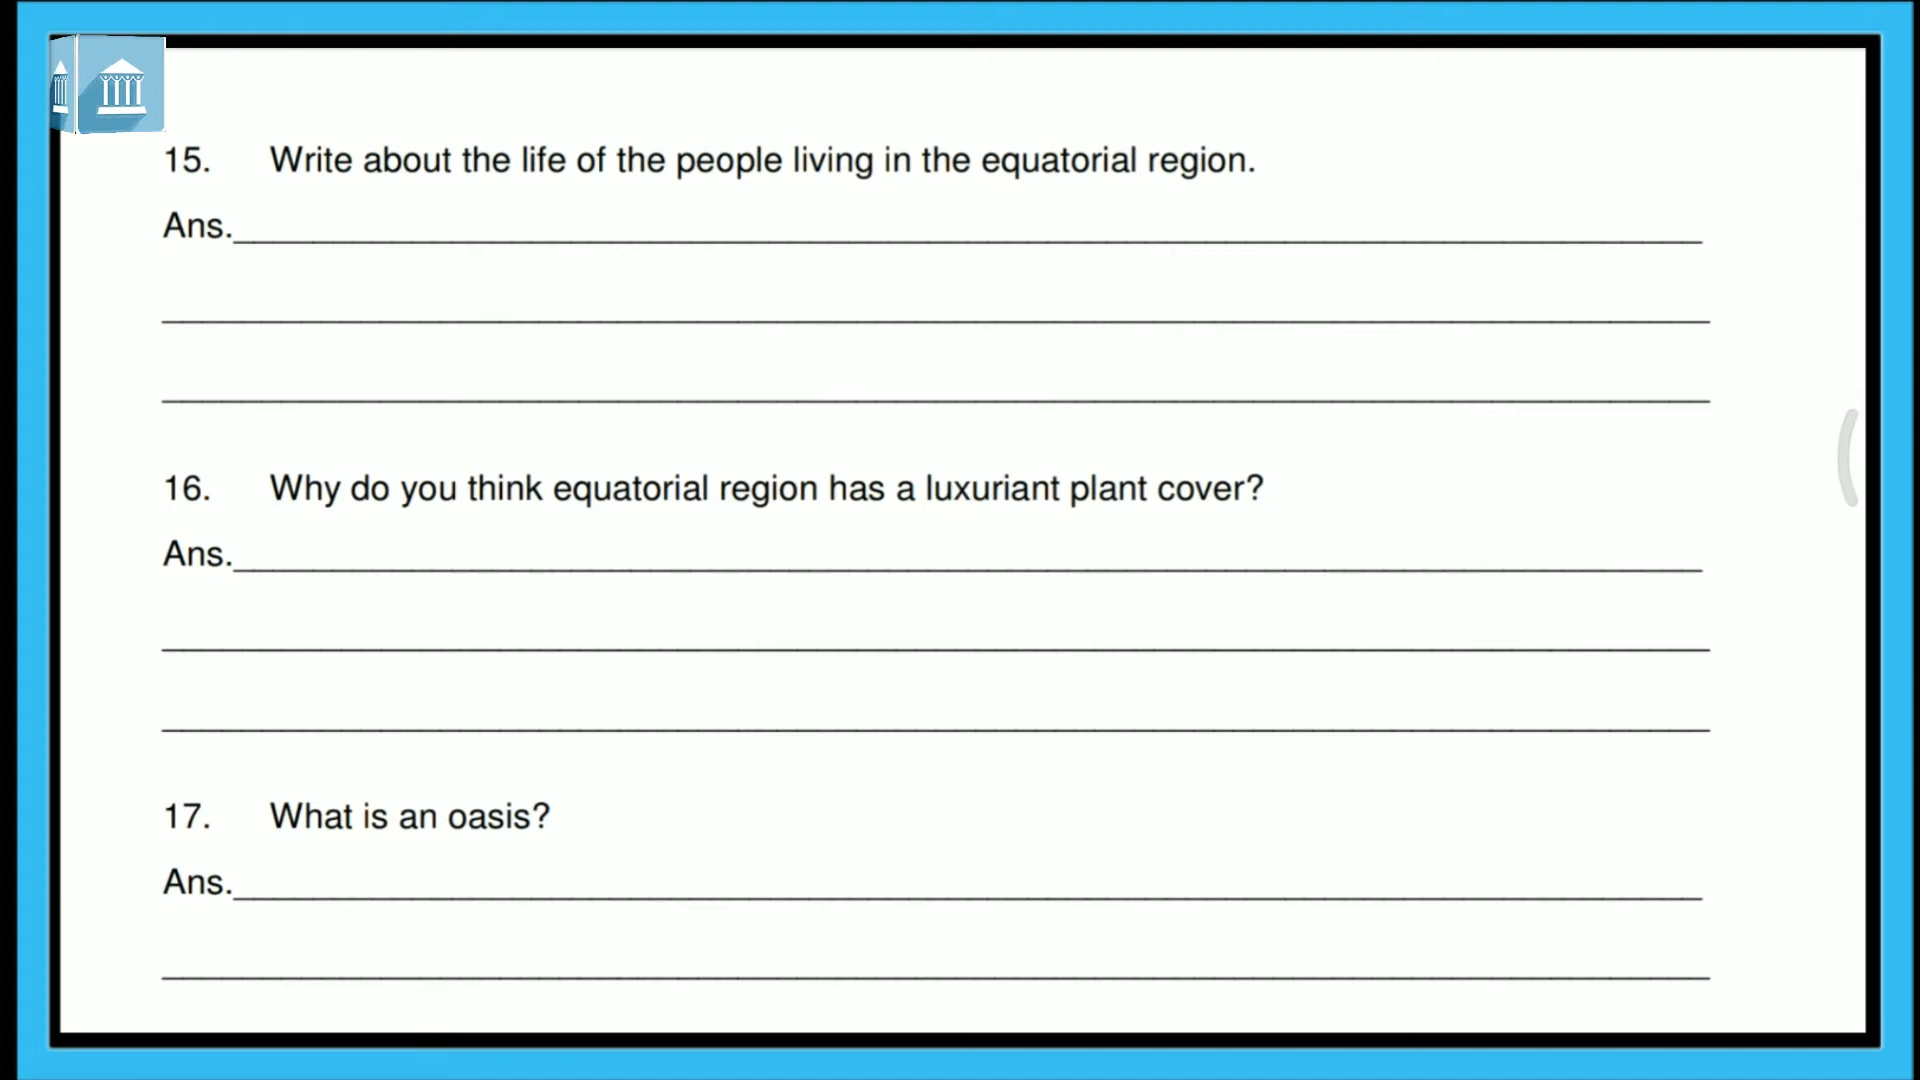 15. Write about the life of the people living in the equatorial region.
Ans.
16. Why do you think equatorial region has a luxuriant plant cover?
Ans.
17. What is an oasis?
Ans.